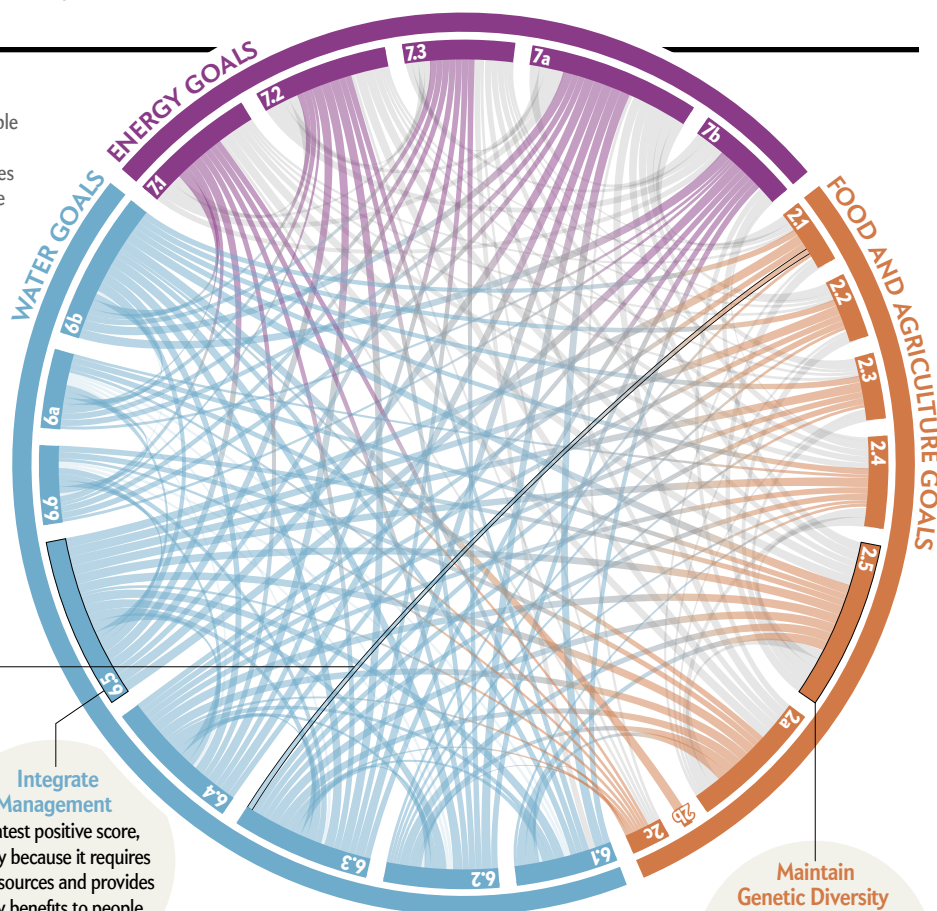 ENERGY GOALS
7.1
7.2
7.3
7a
7b
FOOD AND AGRICULTURE GOALS
2.1
2.2
2.3
2.4
2.5
2a
2b
2c
WATER GOALS
6b
6a
6.6
6.5
6.4
6.3
6.2
6.1
Integrate
Management
test positive score,
because it requires
sources and provides
benefits to people
Maintain
Genetic Diversity